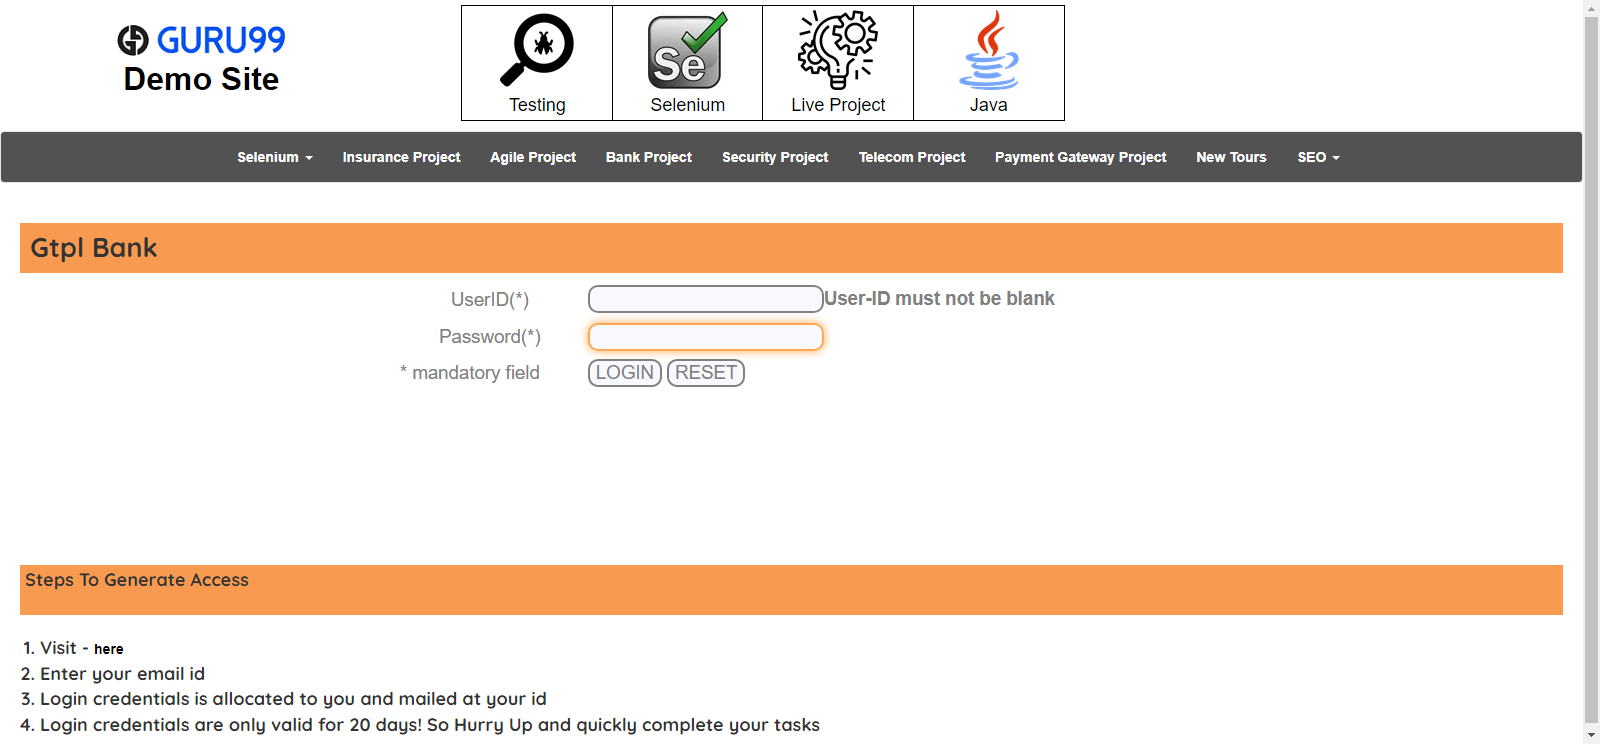 GURU99
Demo Site
Testing
Se
Selenium
Live Project
Java
Selenium Insurance Project Agile Project Bank Project Security Project Telecom Project Payment Gateway Project New Tours SEO
Gtpl Bank
UserID(*) User-ID must not be blank
Password(*)
* mandatory field LOGIN RESET
Steps To Generate Access
1. Visit - here
2. Enter your email id
3. Login credentials is allocated to you and mailed at your id
4. Login credentials are only valid for 20 days! So Hurry Up and quickly complete your tasks